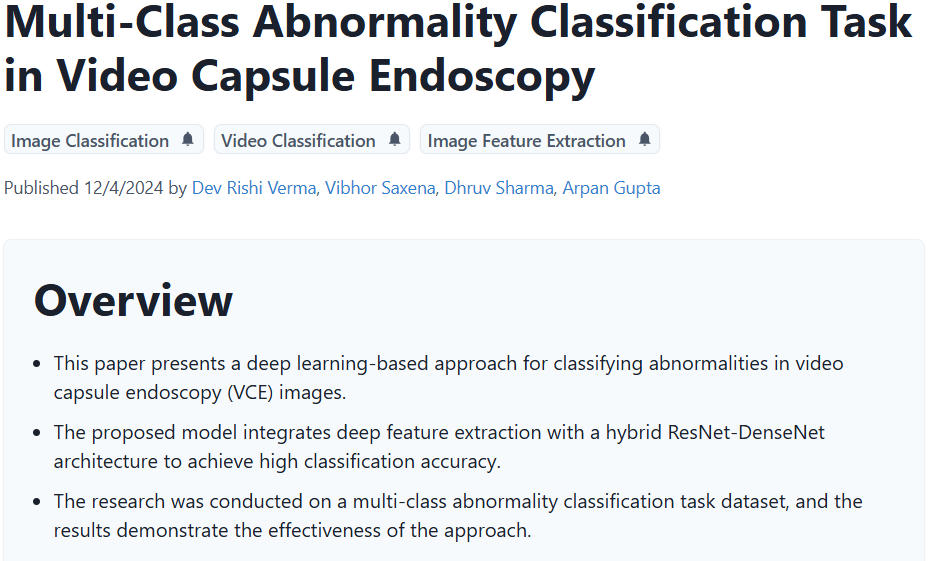 Multi-Class Abnormality Classification Task
in Video Capsule Endoscopy
Image Classification
Video Classification
Image Feature Extraction
Published 12/4/2024 by Dev Rishi Verma, Vibhor Saxena, Dhruv Sharma, Arpan Gupta
Overview
• This paper presents a deep learning-based approach for classifying abnormalities in video
capsule endoscopy (VCE) images.
• The proposed model integrates deep feature extraction with a hybrid ResNet-DenseNet
architecture to achieve high classification accuracy.
• The research was conducted on a multi-class abnormality classification task dataset, and the
results demonstrate the effectiveness of the approach.